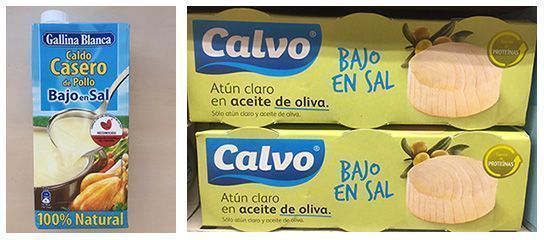 Gallina Blanca
Caldo
Casero
de Pollo
Bajo en Sal
100% Natural
Calvo
BAJO
EN SAL
Atún claro
en aceite de oliva.
Sólo atún claro y aceite de oliva.
PROTEÍNAS
Calvo
BAJO
EN SAL
Atún claro
en aceite de oliva.
Sólo atún claro y aceite de oliva.
PROTEÍNAS